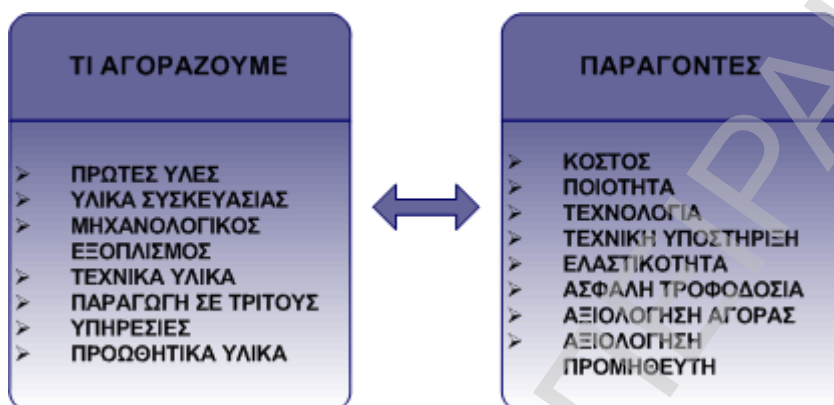 ΤΙ ΑΓΟΡΑΖΟΥΜΕ
ΠΡΩΤΕΣ ΥΛΕΣ
ΥΛΙΚΑ ΣΥΣΚΕΥΑΣΙΑΣ
ΜΗΧΑΝΟΛΟΓΙΚΟΣ
ΕΞΟΠΛΙΣΜΟΣ
ΤΕΧΝΙΚΑ ΥΛΙΚΑ
ΠΑΡΑΓΩΓΗ ΣΕ ΤΡΙΤΟΥΣ
ΥΠΗΡΕΣΙΕΣ
ΠΡΟΩΘΗΤΙΚΑ ΥΛΙΚΑ
ΠΑΡΑΓΟΝΤΕΣ
ΚΟΣΤΟΣ
ΠΟΙΟΤΗΤΑ
ΤΕΧΝΟΛΟΓΙΑ
ΤΕΧΝΙΚΗ ΥΠΟΣΤΗΡΙΞΗ
ΕΛΑΣΤΙΚΟΤΗΤΑ
ΑΣΦΑΛΗ ΤΡΟΦΟΔΟΣΙΑ
ΑΞΙΟΛΟΓΗΣΗ ΑΓΟΡΑΣ
ΑΞΙΟΛΟΓΗΣΗ
ΠΡΟΜΗΘΕΥΤΗ